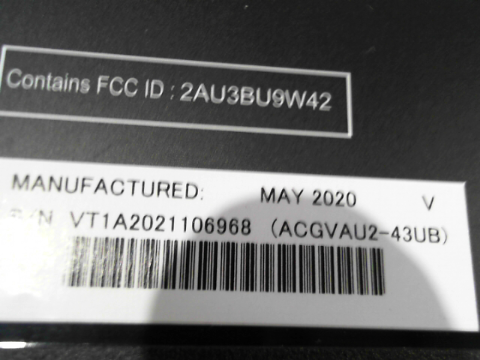 Contains FCC ID : 2AU3BU9W42
MANUFACTURED: MAY 2020 V
S/N VT1A2021106968 (ACGVAU2-43UB)